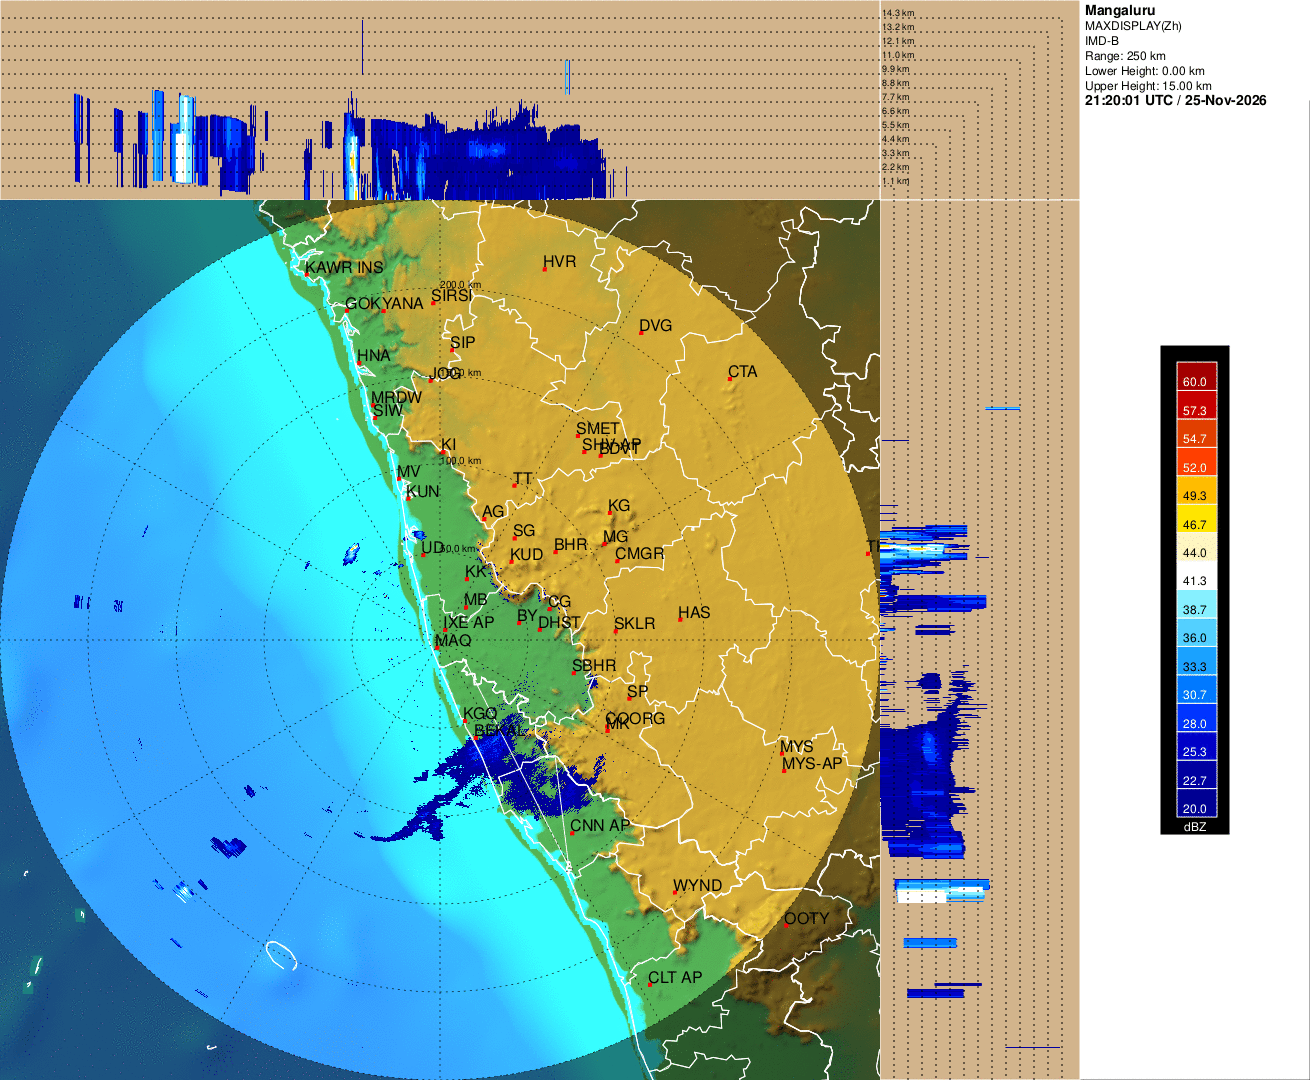 14.3 km
13.2 km
12.1 km
11.0 km
9.9 km
8.8 km
7.7 km
6.6 km
5.5 km
4.4 km
3.3 km
2.2 km
1.1 km
Mangaluru
MAXDISPLAY(Zh)
IMD-B
Range: 250 km
Lower Height: 0.00 km
Upper Height: 15.00 km
21:20:01 UTC / 25-Nov-2026
KAWR INS
HVR
200.0 km
SIRSI
GOKYANA
DVG
SIP
HNA
JOG
CTA
MRDW
SIW
SMET
SHV-AP
BDVT
KI
100.0 km
MV
TT
KUN
KG
AG
SG
MG
BHR
CMGR
UD
50.0 km
KUD
KK
MB
CG
BY
DHST
IXE AP
HAS
SKLR
MAQ
SBHR
SP
KGQ
COORG
MK
MYS
MYS-AP
CNN AP
WYND
OOTY
CLT AP
60.0
57.3
54.7
52.0
49.3
46.7
44.0
41.3
38.7
36.0
33.3
30.7
28.0
25.3
22.7
20.0
dBZ